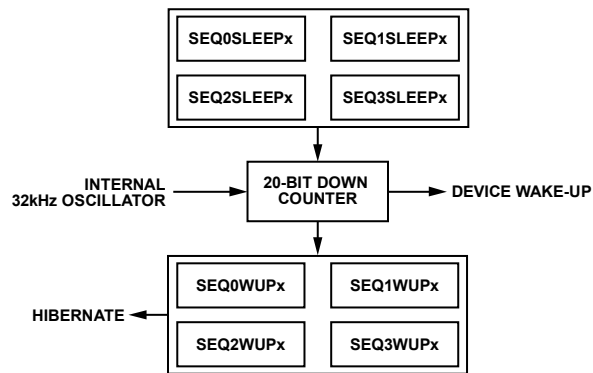 SEQ0SLEEPx
SEQ1SLEEPx
SEQ2SLEEPx
SEQ3SLEEPx
INTERNAL
32kHz OSCILLATOR
20-BIT DOWN
COUNTER
DEVICE WAKE-UP
SEQ0WUPx
SEQ1WUPx
HIBERNATE
SEQ2WUPx
SEQ3WUPx